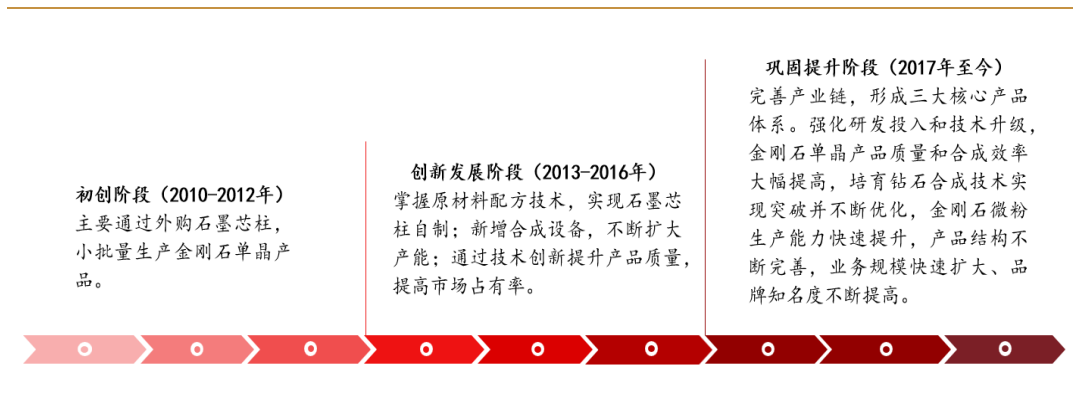 初创阶段（2010-2012年）
主要通过外购石墨芯柱，
小批量生产金刚石单晶产
品。
创新发展阶段（2013-2016年）
掌握原材料配方技术，实现石墨芯
柱自制；新增合成设备，不断扩大
产能；通过技术创新提升产品质量，
提高市场占有率。
巩固提升阶段（2017年至今）
完善产业链，形成三大核心产品
体系。强化研发投入和技术升级，
金刚石单晶产品质量和合成效率
大幅提高，培育钻石合成技术实
现突破并不断优化，金刚石微粉
生产能力快速提升，产品结构不
断完善，业务规模快速扩大、品
牌知名度不断提高。